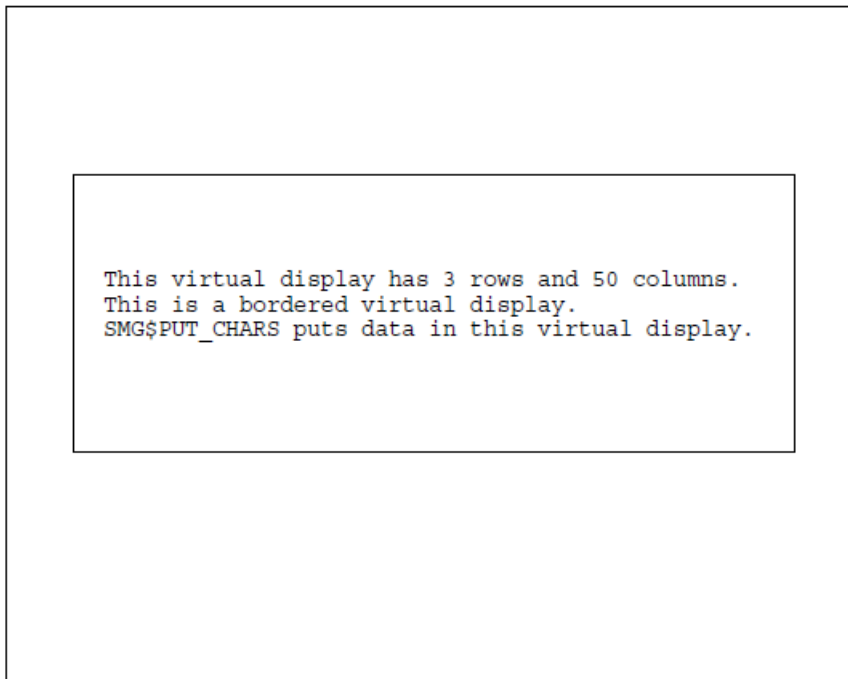 This virtual display has 3 rows and 50 columns.
This is a bordered virtual display.
SMG$PUT_CHARS puts data in this virtual display.